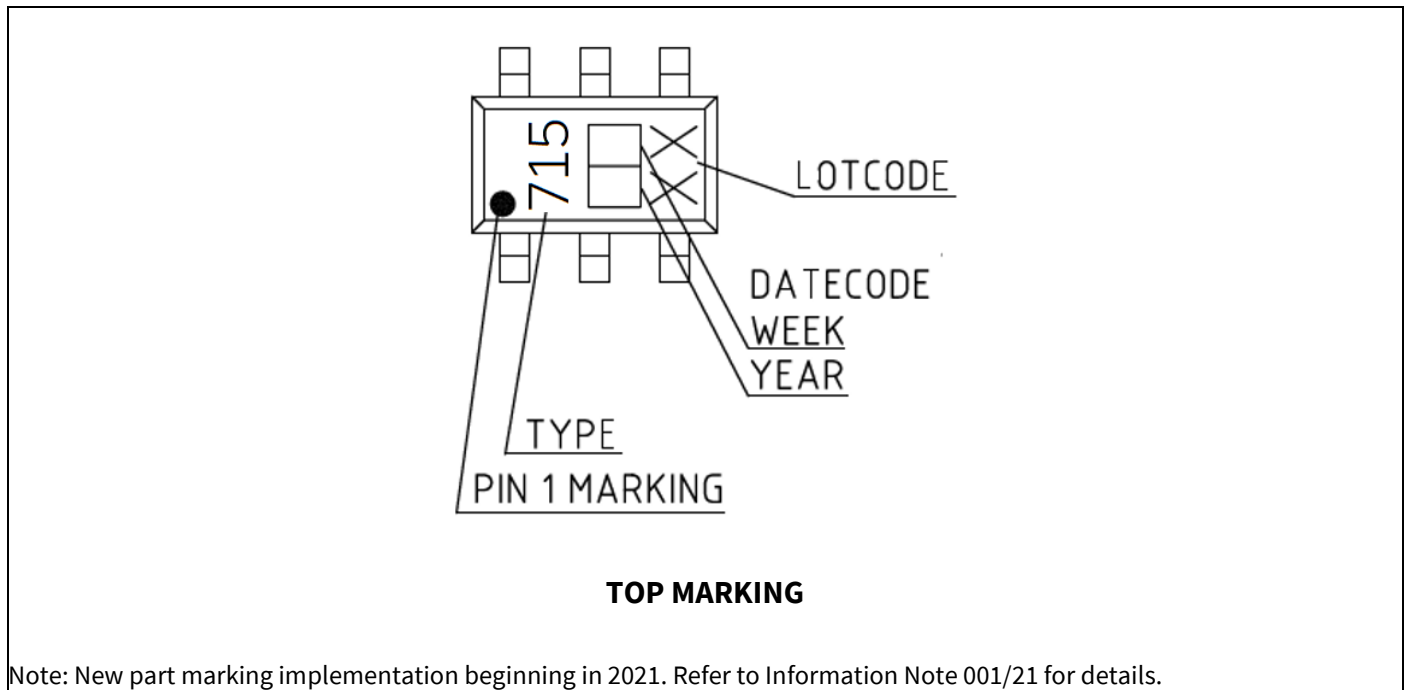 715
XX
LOTCODE
DATECODE
WEEK
YEAR
TYPE
PIN 1 MARKING
TOP MARKING
Note: New part marking implementation beginning in 2021. Refer to Information Note 001/21 for details.